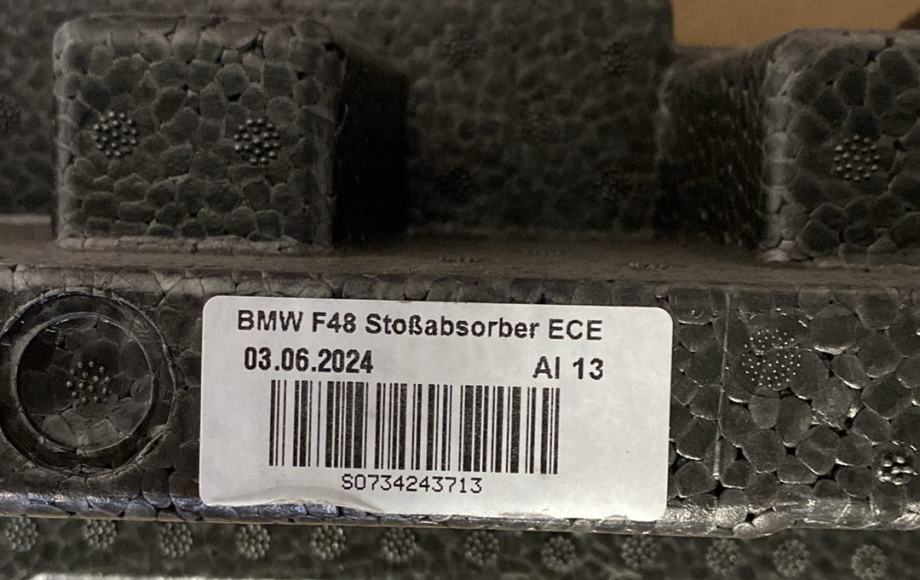 BMW F48 Stoßabsorber ECE
03.06.2024 AI 13
S0734243713